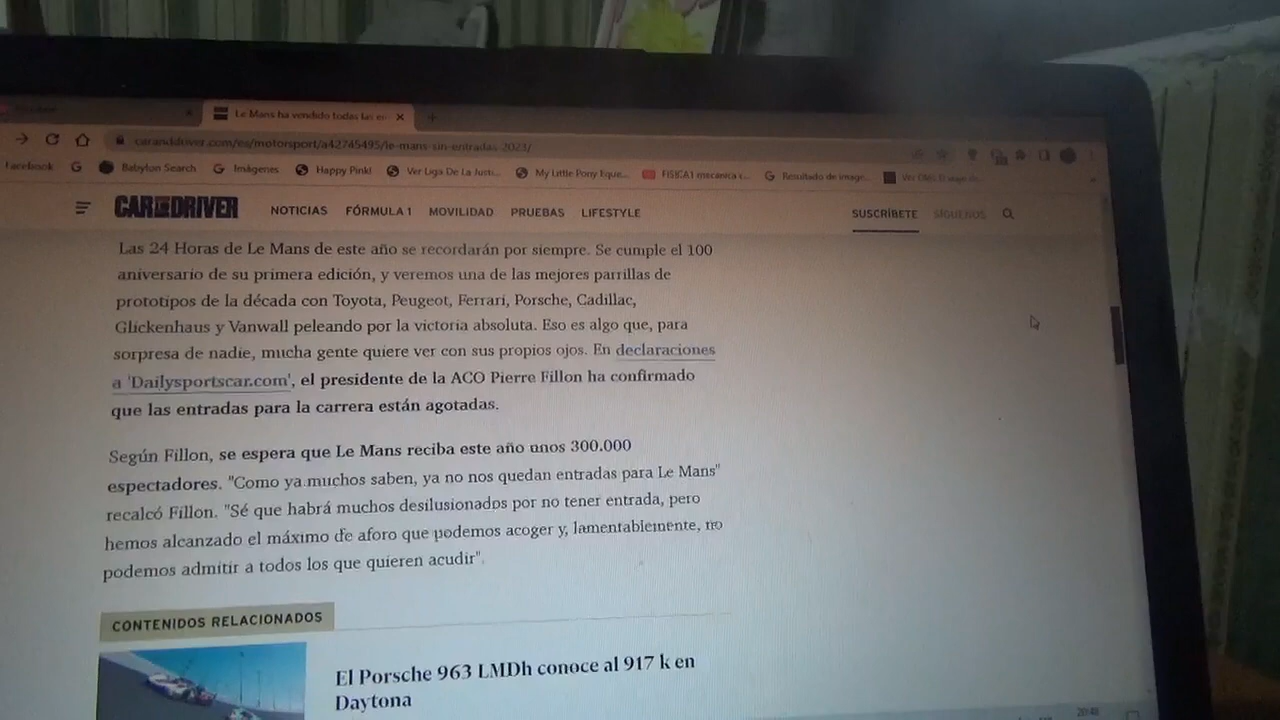 Le Mans ha vendido todas las en
caranddriver.com/es/motorsport/a42745495/le-mans-sin-entradas-2023/
Facebook Babylon Search Imágenes Happy Pink! Ver Liga De La Justi... My Little Pony Eque... FISICA1 mecanica c... Resultado de image...
CAR AND DRIVER NOTICIAS FÓRMULA 1 MOVILIDAD PRUEBAS LIFESTYLE SUSCRÍBETE SÍGUENOS
Las 24 Horas de Le Mans de este año se recordarán por siempre. Se cumple el 100
aniversario de su primera edición, y veremos una de las mejores parrillas de
prototipos de la década con Toyota, Peugeot, Ferrari, Porsche, Cadillac,
Glickenhaus y Vanwall peleando por la victoria absoluta. Eso es algo que, para
sorpresa de nadie, mucha gente quiere ver con sus propios ojos. En declaraciones
a 'Dailysportscar.com', el presidente de la ACO Pierre Fillon ha confirmado
que las entradas para la carrera están agotadas.
Según Fillon, se espera que Le Mans reciba este año unos 300.000
espectadores. "Como ya muchos saben, ya no nos quedan entradas para Le Mans"
recalcó Fillon. "Sé que habrá muchos desilusionados por no tener entrada, pero
hemos alcanzado el máximo de aforo que podemos acoger y, lamentablemente, no
podemos admitir a todos los que quieren acudir".
CONTENIDOS RELACIONADOS
El Porsche 963 LMDh conoce al 917 k en
Daytona
20:48